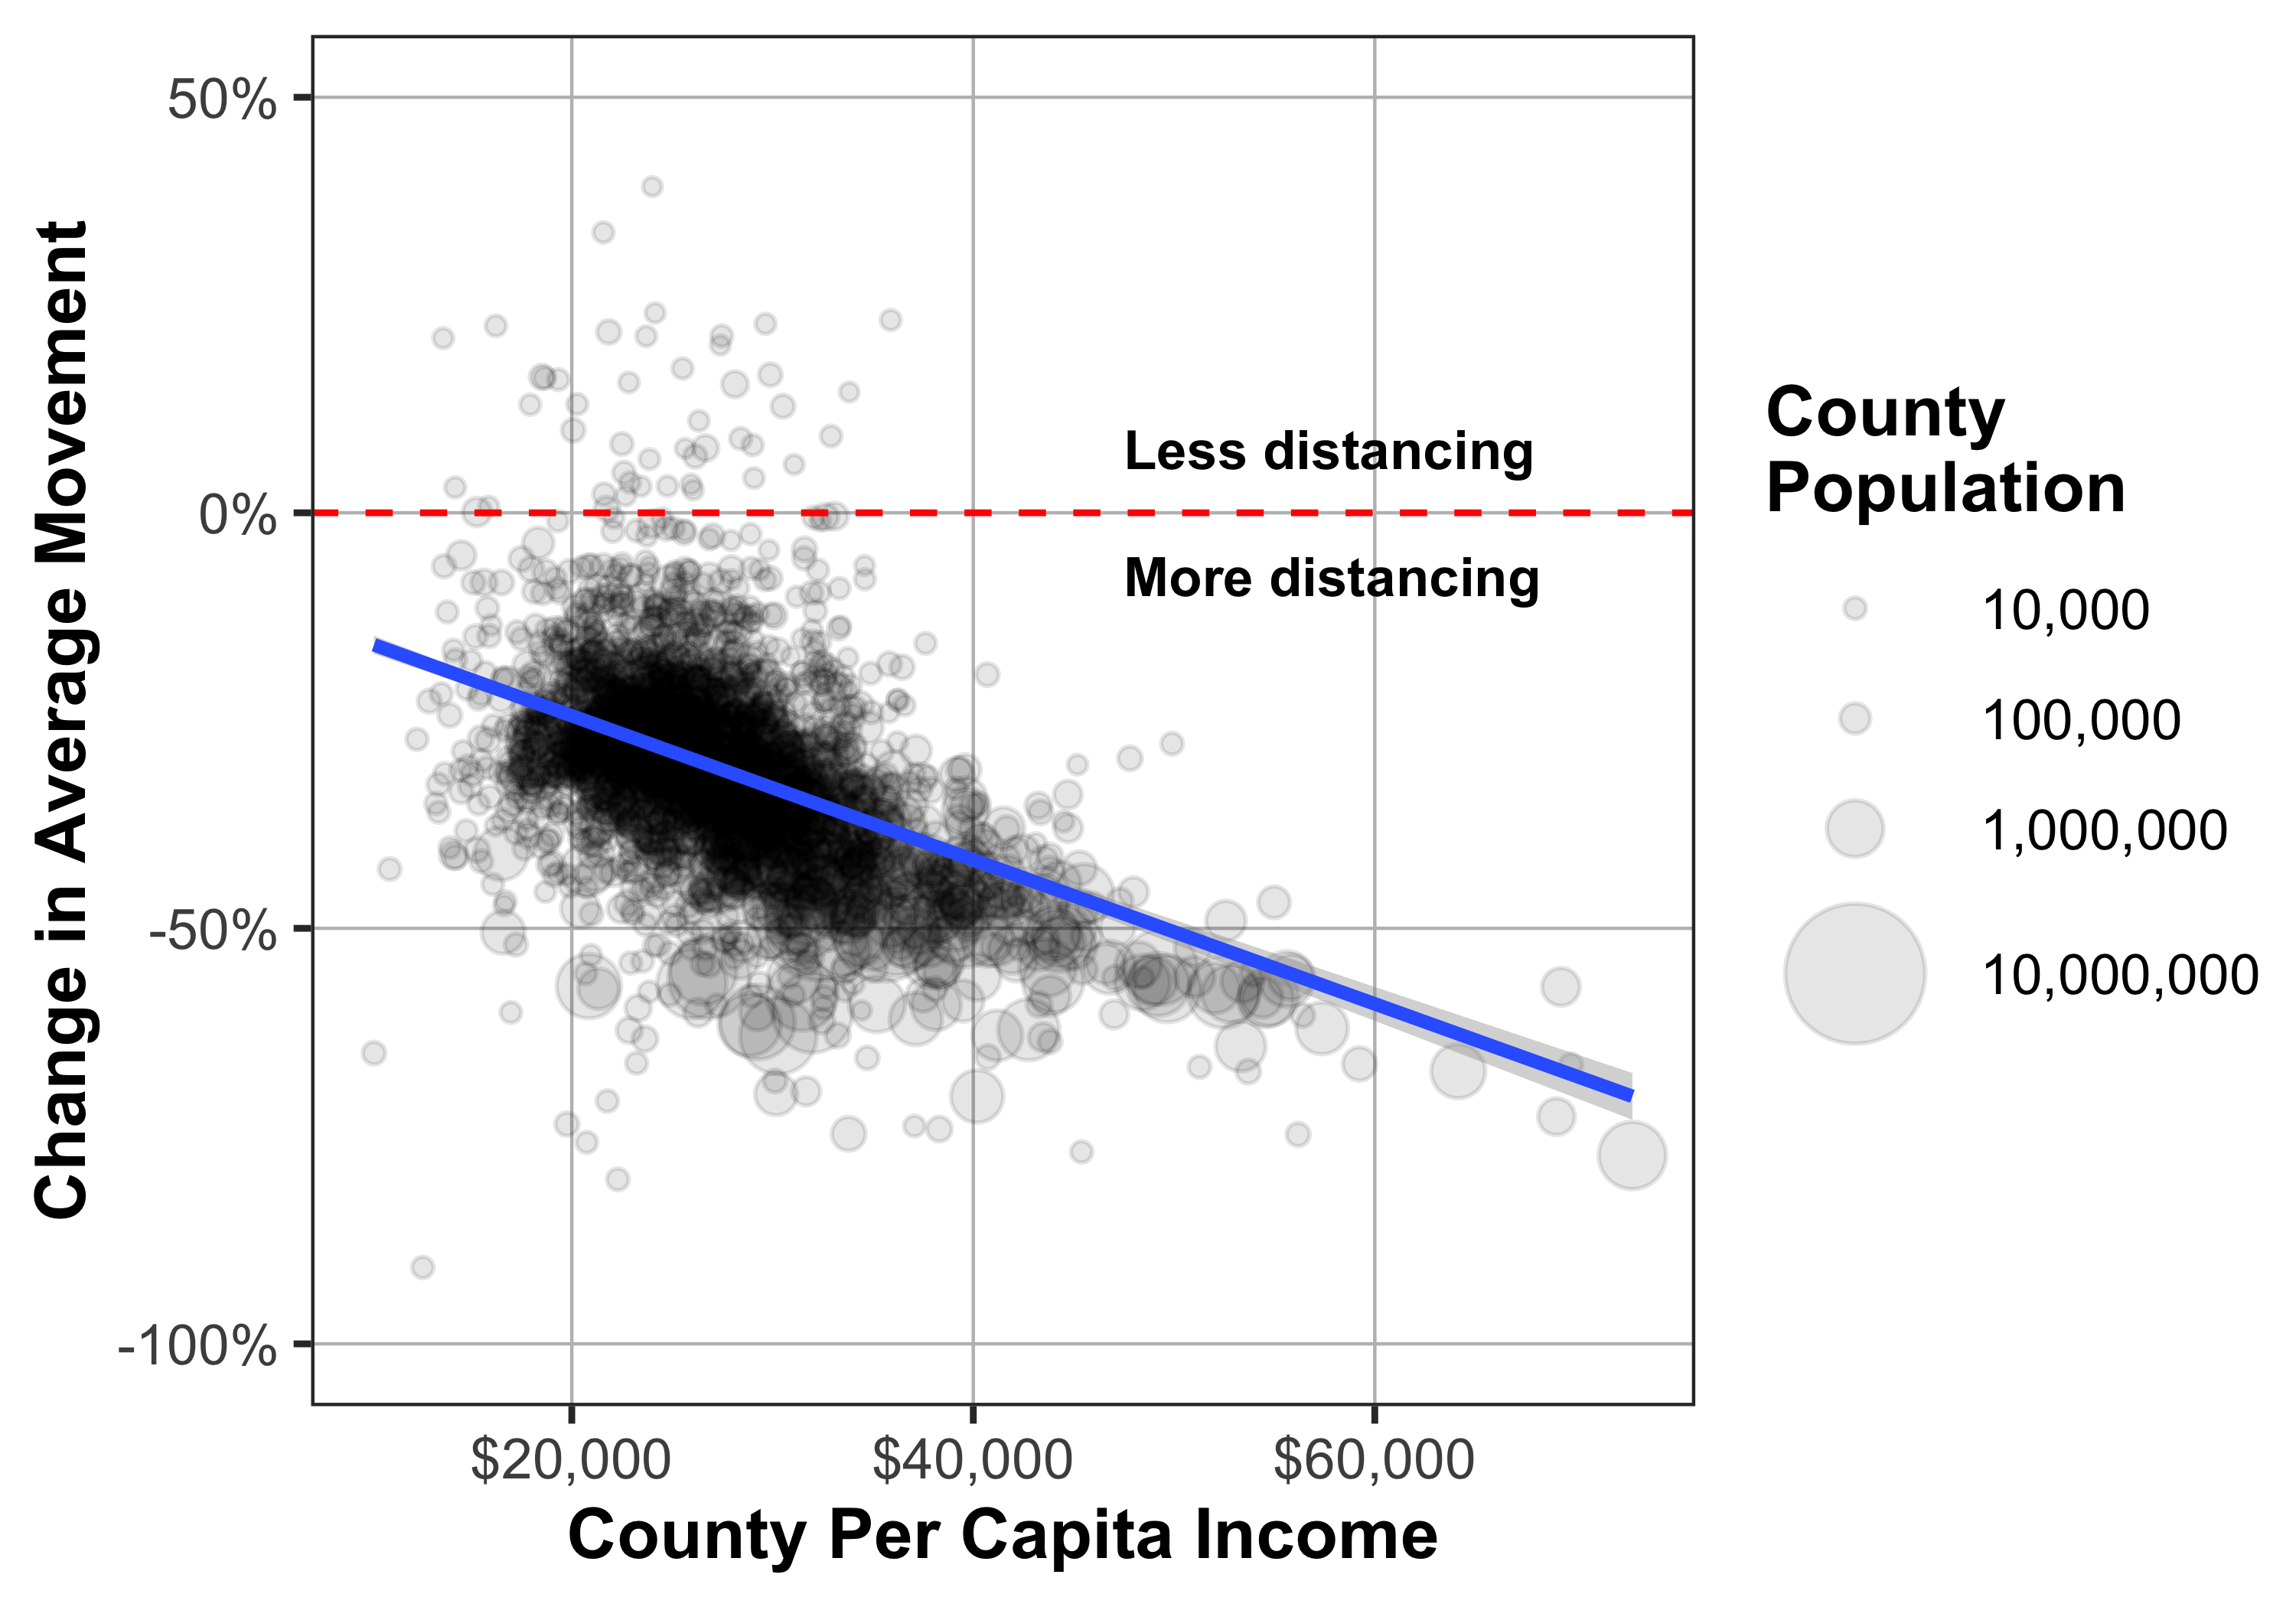 Change in Average Movement
50%
0%
-50%
-100%
Less distancing
More distancing
$20,000
$40,000
$60,000
County Per Capita Income
County
Population
10,000
100,000
1,000,000
10,000,000